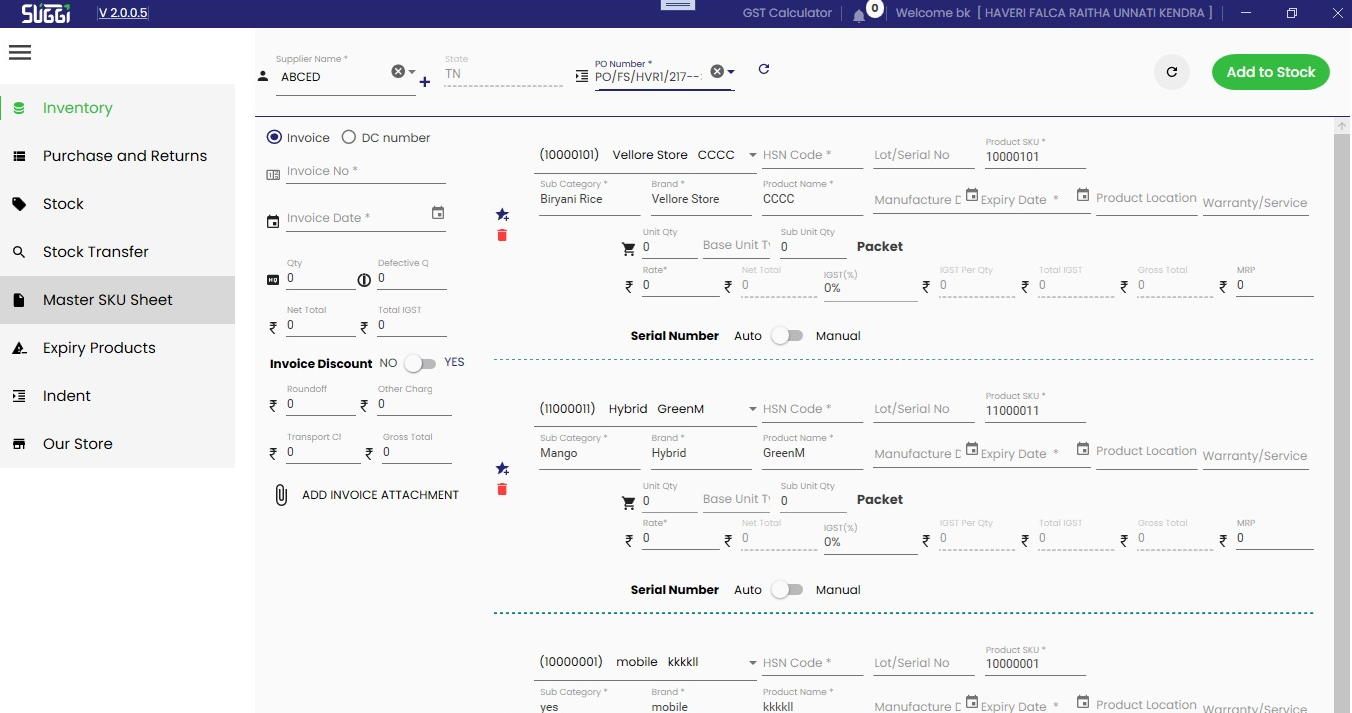 SUGGi V 2.0.0.5 GST Calculator 0 Welcome bk [ HAVERI FALCA RAITHA UNNATI KENDRA ]
Inventory
Purchase and Returns
Stock
Stock Transfer
Master SKU Sheet
Expiry Products
Indent
Our Store
Supplier Name * State PO Number *
ABCED TN PO/FS/HVR1/217--
Add to Stock
Invoice DC number
Invoice No *
Invoice Date *
Qty Defective Q
0 0
Net Total Total IGST
0 0
Invoice Discount NO YES
Roundoff Other Charg
0 0
Transport Cl Gross Total
0 0
ADD INVOICE ATTACHMENT
Product SKU *
(10000101) Vellore Store CCCC HSN Code * Lot/Serial No 10000101
Sub Category * Brand * Product Name *
Biryani Rice Vellore Store CCCC Manufacture D Expiry Date * Product Location Warranty/Service
Unit Qty Sub Unit Qty
0 Base Unit Ty 0 Packet
Rate* Net Total IGST(%) IGST Per Qty Total IGST Gross Total MRP
₹ 0 ₹ 0 0% ₹ 0 ₹ 0 ₹ 0 ₹ 0
Serial Number Auto Manual
Product SKU *
(11000011) Hybrid GreenM HSN Code * Lot/Serial No 11000011
Sub Category * Brand * Product Name *
Mango Hybrid GreenM Manufacture D Expiry Date * Product Location Warranty/Service
Unit Qty Sub Unit Qty
0 Base Unit Ty 0 Packet
Rate* Net Total IGST(%) IGST Per Qty Total IGST Gross Total MRP
₹ 0 ₹ 0 0% ₹ 0 ₹ 0 ₹ 0 ₹ 0
Serial Number Auto Manual
Product SKU *
(10000001) mobile kkkkll HSN Code * Lot/Serial No 10000001
Sub Category * Brand * Product Name *
yes mobile kkkkll Manufacture D Expiry Date * Product Location Warranty/Service